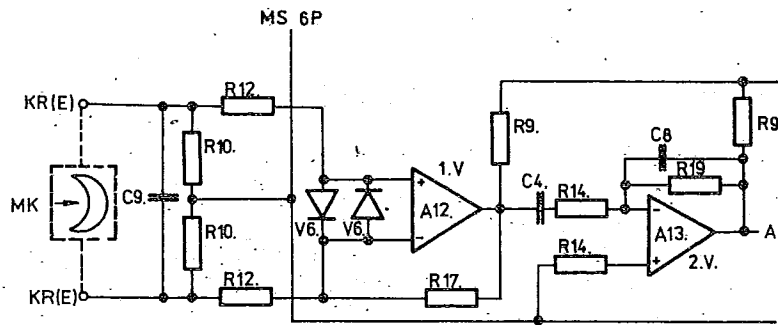 MS 6P
KR(E)
R12.
R10.
C9.
MK
R10.
KR(E)
R12.
V6.
V6.
1.V
A12.
R17.
R9.
C4.
R14.
C8
R19
R9
A13.
2.V.
R14.
A